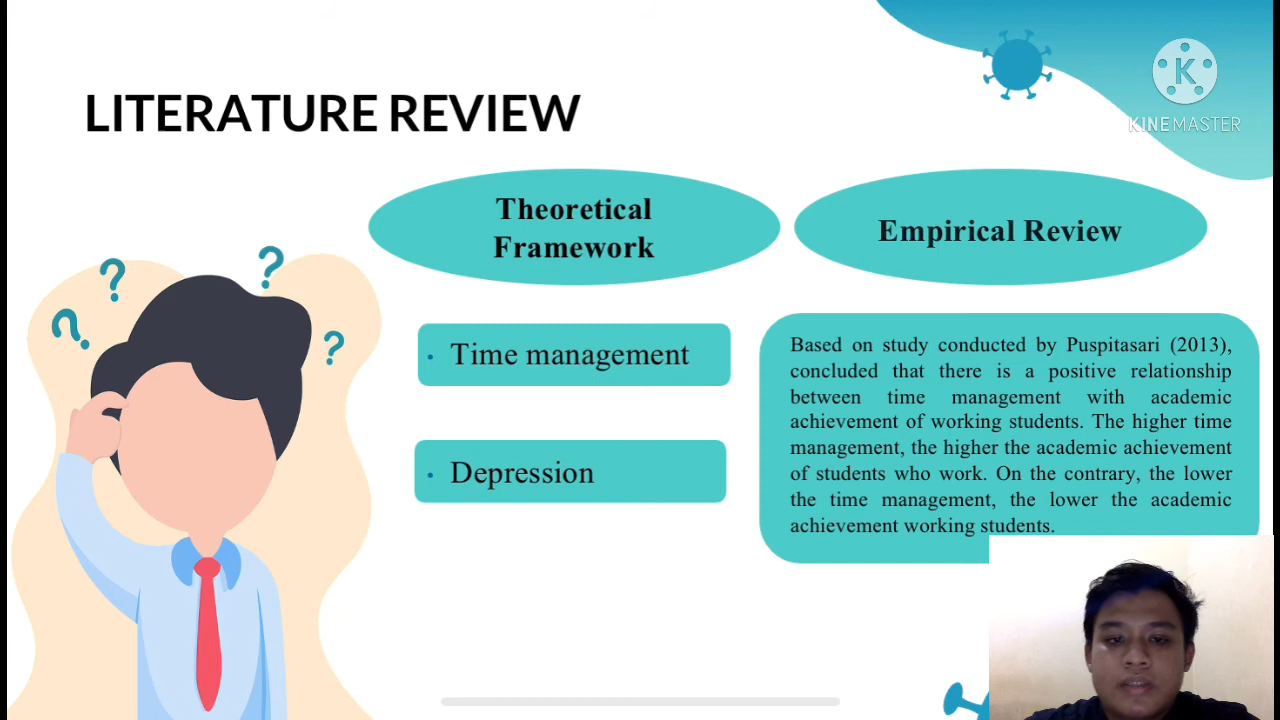 LITERATURE REVIEW
K
KINEMASTER
Theoretical
Framework
Empirical Review
• Time management
• Depression
Based on study conducted by Puspitasari (2013),
concluded that there is a positive relationship
between time management with academic
achievement of working students. The higher time
management, the higher the academic achievement
of students who work. On the contrary, the lower
the time management, the lower the academic
achievement working students.
? ? ? ?